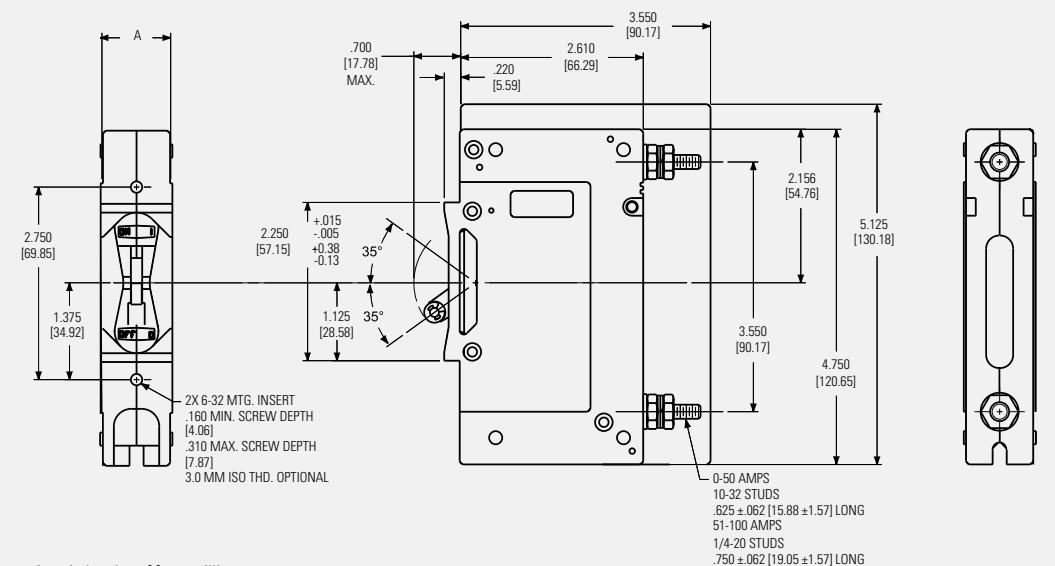 A
.700
[17.78]
MAX.
3.550
[90.17]
2.610
[66.29]
.220
[5.59]
2.750
[69.85]
1.375
[34.92]
ON I
OFF O
2.250
[57.15]
+.015
-.005
+0.38
-0.13
35°
35°
1.125
[28.58]
2.156
[54.76]
5.125
[130.18]
3.550
[90.17]
4.750
[120.65]
2X 6-32 MTG. INSERT
.160 MIN. SCREW DEPTH
[4.06]
.310 MAX. SCREW DEPTH
[7.87]
3.0 MM ISO THD. OPTIONAL
0-50 AMPS
10-32 STUDS
.625 ±.062 [15.88 ±1.57] LONG
51-100 AMPS
1/4-20 STUDS
.750 ±.062 [19.05 ±1.57] LONG